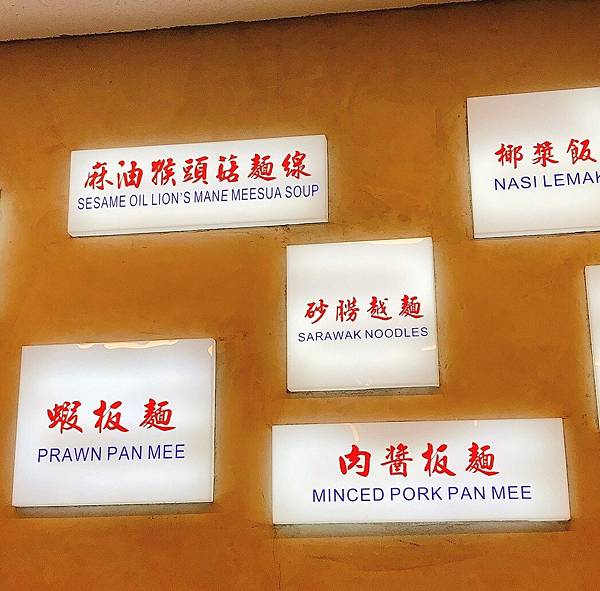 麻油猴頭菇麵線
SESAME OIL LION'S MANE MEESUA SOUP
椰漿飯
NASI LEMAK
砂朥越麵
SARAWAK NOODLES
蝦板麵
PRAWN PAN MEE
肉醬板麵
MINCED PORK PAN MEE